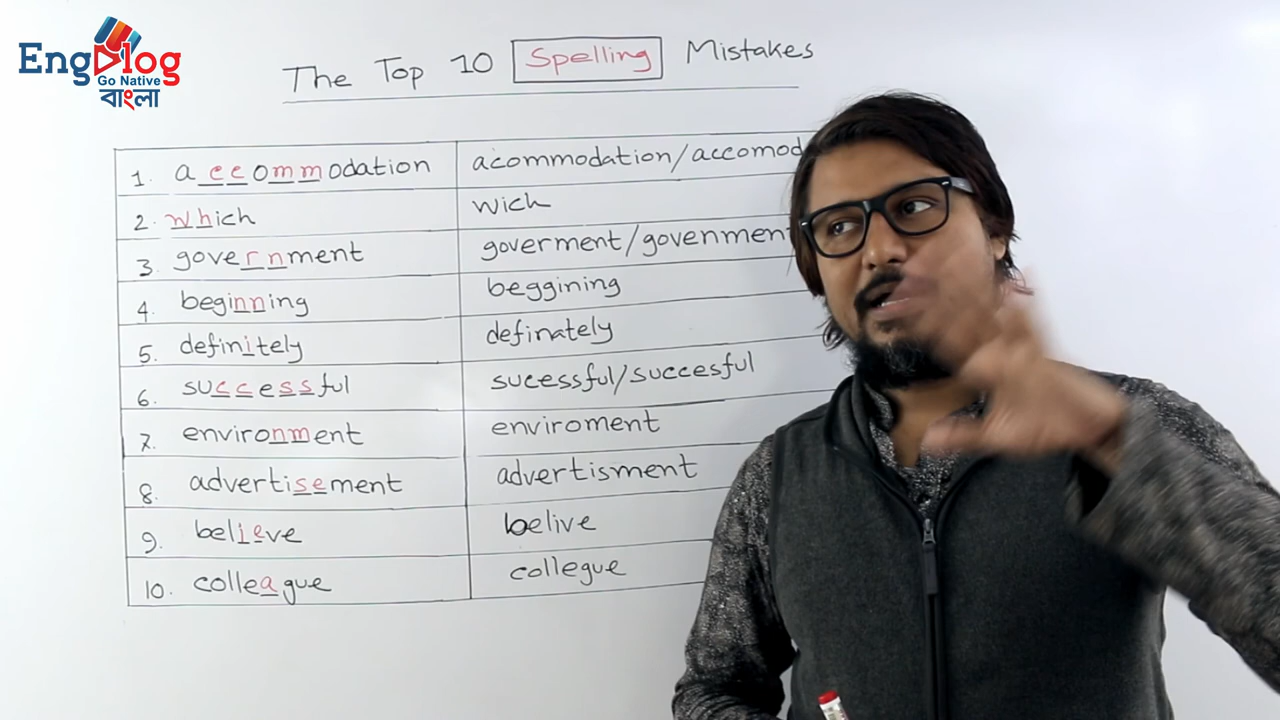 EngBlog
Go Native
বাংলা
The Top 10 Spelling Mistakes
1. accommodation acommodation/accomod
2. which wich
3. government goverment/govenment
4. beginning beggining
5. definitely definately
6. successful sucessful/succesful
7. environment enviroment
8. advertisement advertisment
9. believe belive
10. colleague collegue